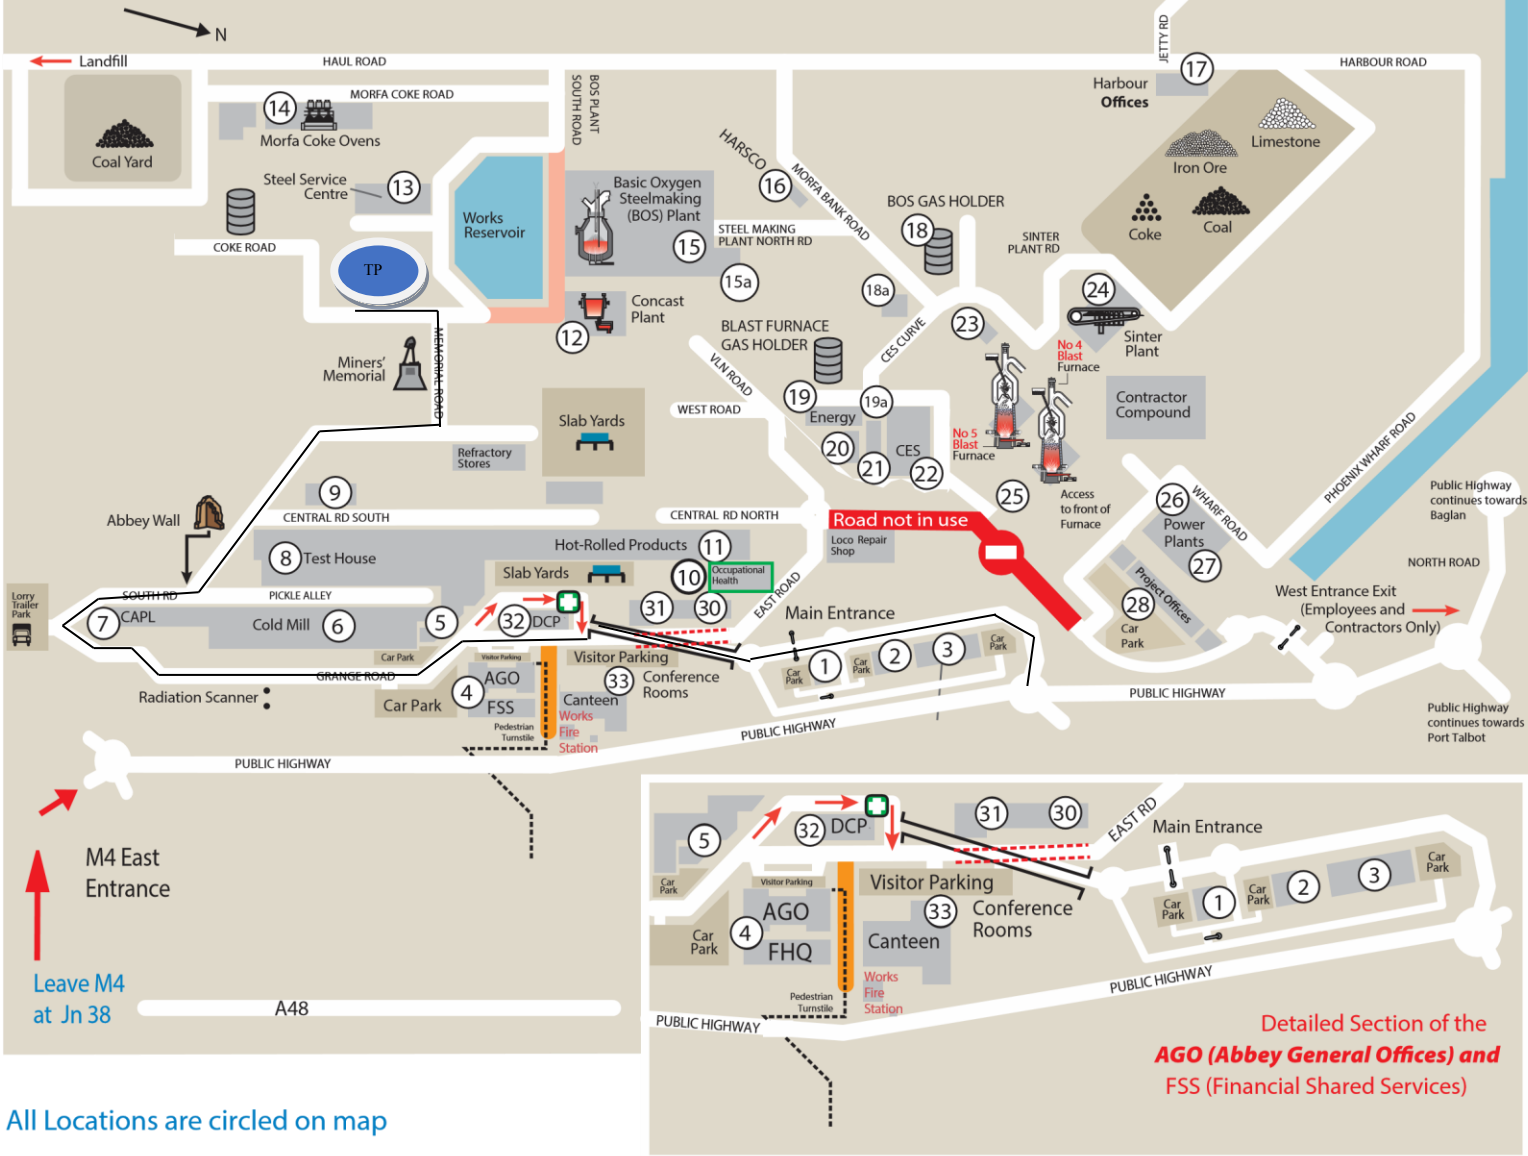 N
Landfill
HAUL ROAD
JETTY RD
HARBOUR ROAD
MORFA COKE ROAD
BOS PLANT
SOUTH ROAD
17
Harbour
Offices
14
Morfa Coke Ovens
Coal Yard
Limestone
Iron Ore
Coke
Coal
HARSCO
16
MORFA BANK ROAD
Steel Service
Centre
13
Works
Reservoir
Basic Oxygen
Steelmaking
(BOS) Plant
15
STEEL MAKING
PLANT NORTH RD
15a
BOS GAS HOLDER
18
SINTER
PLANT RD
COKE ROAD
TP
18a
24
Sinter
Plant
Concast
Plant
12
BLAST FURNACE
GAS HOLDER
CES CURVE
23
No 4
Blast
Furnace
MEMORIAL ROAD
Miners'
Memorial
VLN ROAD
WEST ROAD
19
Energy
19a
20
21
CES
22
No 5
Blast
Furnace
Contractor
Compound
Slab Yards
Refractory
Stores
25
Access
to front of
Furnace
26
WHARF ROAD
Power
Plants
27
PHOENIX WHARF ROAD
Public Highway
continues towards
Baglan
NORTH ROAD
9
Abbey Wall
CENTRAL RD SOUTH
CENTRAL RD NORTH
Road not in use
Loco Repair
Shop
8
Test House
Hot-Rolled Products
11
Slab Yards
10
Occupational
Health
EAST ROAD
Project Offices
28
Car
Park
West Entrance Exit
(Employees and
Contractors Only)
Lorry
Trailer
Park
SOUTH RD
PICKLE ALLEY
7
CAPL
Cold Mill
6
5
32
DCP
31
30
Main Entrance
1
2
3
Car
Park
Car
Park
Car
Park
Car Park
Visitor Parking
Visitor Parking
33
Conference
Rooms
GRANGE ROAD
Radiation Scanner
Car Park
4
AGO
FSS
Canteen
Works
Fire
Station
Pedestrian
Turnstile
PUBLIC HIGHWAY
PUBLIC HIGHWAY
PUBLIC HIGHWAY
Public Highway
continues towards
Port Talbot
M4 East
Entrance
Leave M4
at Jn 38
A48
5
32
DCP
31
30
EAST RD
Main Entrance
Car
Park
Visitor Parking
Visitor Parking
Car
Park
1
Car
Park
2
3
Car
Park
4
AGO
FHQ
33
Conference
Rooms
Canteen
Car
Park
Works
Fire
Station
Pedestrian
Turnstile
PUBLIC HIGHWAY
PUBLIC HIGHWAY
Detailed Section of the
AGO (Abbey General Offices) and
FSS (Financial Shared Services)
All Locations are circled on map